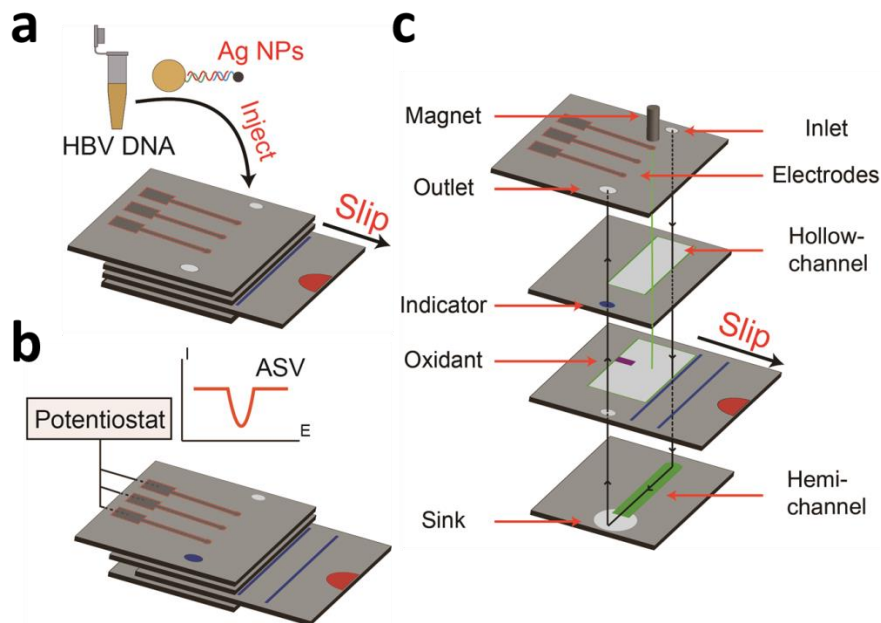 a
Ag NPs
HBV DNA
Inject
Slip
b
I
ASV
E
Potentiostat
c
Magnet
Inlet
Outlet
Electrodes
Hollow-
channel
Indicator
Oxidant
Slip
Sink
Hemi-
channel